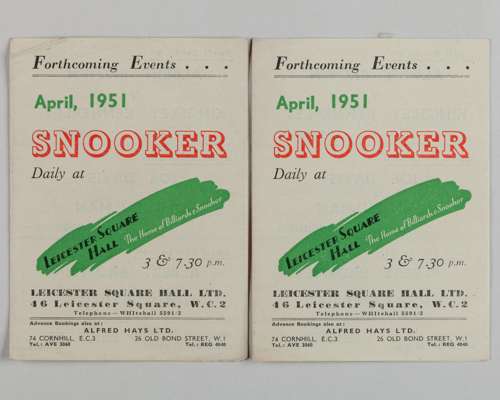 Forthcoming Events . . .
April, 1951
SNOOKER
Daily at
LEICESTER SQUARE
HALL The Home of Billiards & Snooker
3 & 7.30 p.m.
LEICESTER SQUARE HALL LTD.
46 Leicester Square, W.C.2
Telephone—WHItehall 5591/2
Advance Bookings also at:
ALFRED HAYS LTD.
74 CORNHILL, E.C.3 26 OLD BOND STREET, W.1
Tel.: AVE 3060 Tel.: REG 4040
Forthcoming Events . . .
April, 1951
SNOOKER
Daily at
LEICESTER SQUARE
HALL The Home of Billiards & Snooker
3 & 7.30 p.m.
LEICESTER SQUARE HALL LTD.
46 Leicester Square, W.C.2
Telephone—WHItehall 5591/2
Advance Bookings also at:
ALFRED HAYS LTD.
74 CORNHILL, E.C.3 26 OLD BOND STREET, W.1
Tel.: AVE 3060 Tel.: REG 4040